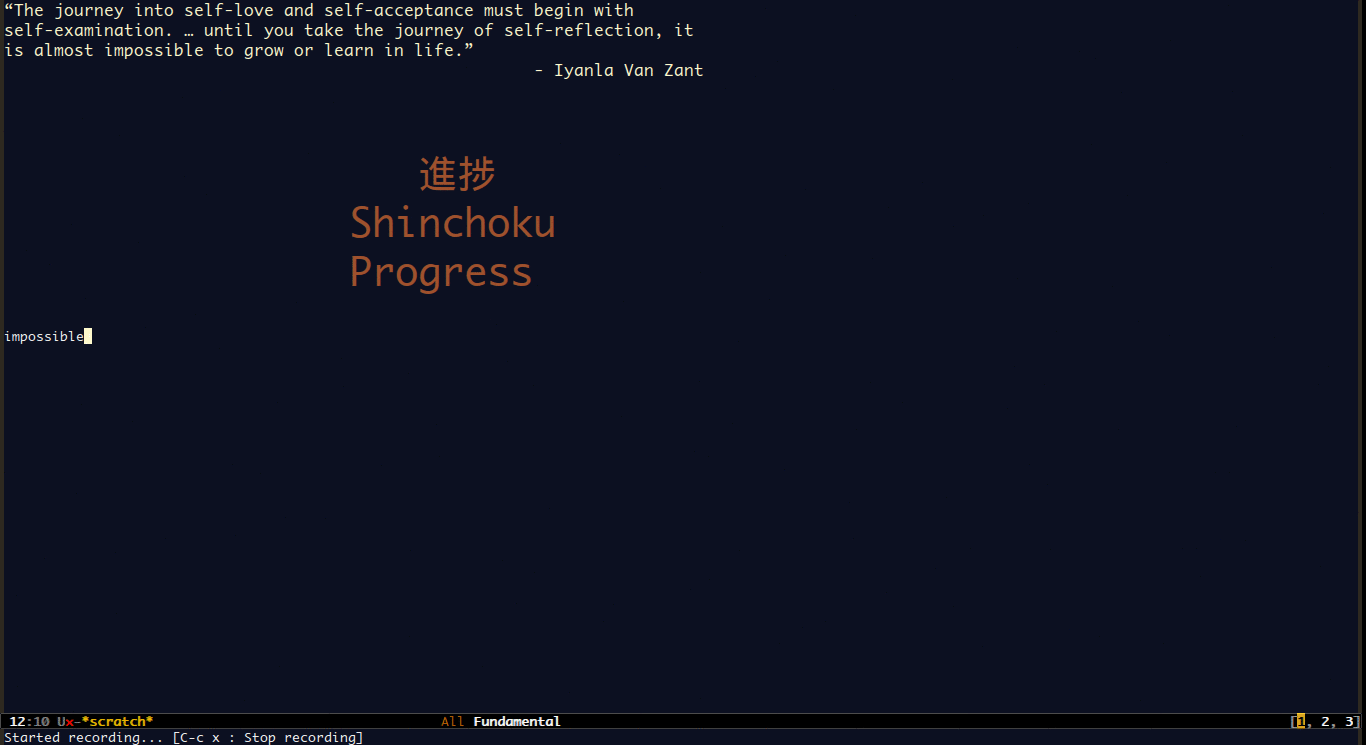 “The journey into self-love and self-acceptance must begin with
self-examination. … until you take the journey of self-reflection, it
is almost impossible to grow or learn in life.”
- Iyanla Van Zant
進捗
Shinchoku
Progress
impossible
12:10 Ux-*scratch* All Fundamental [1, 2, 3]
Started recording... [C-c x : Stop recording]